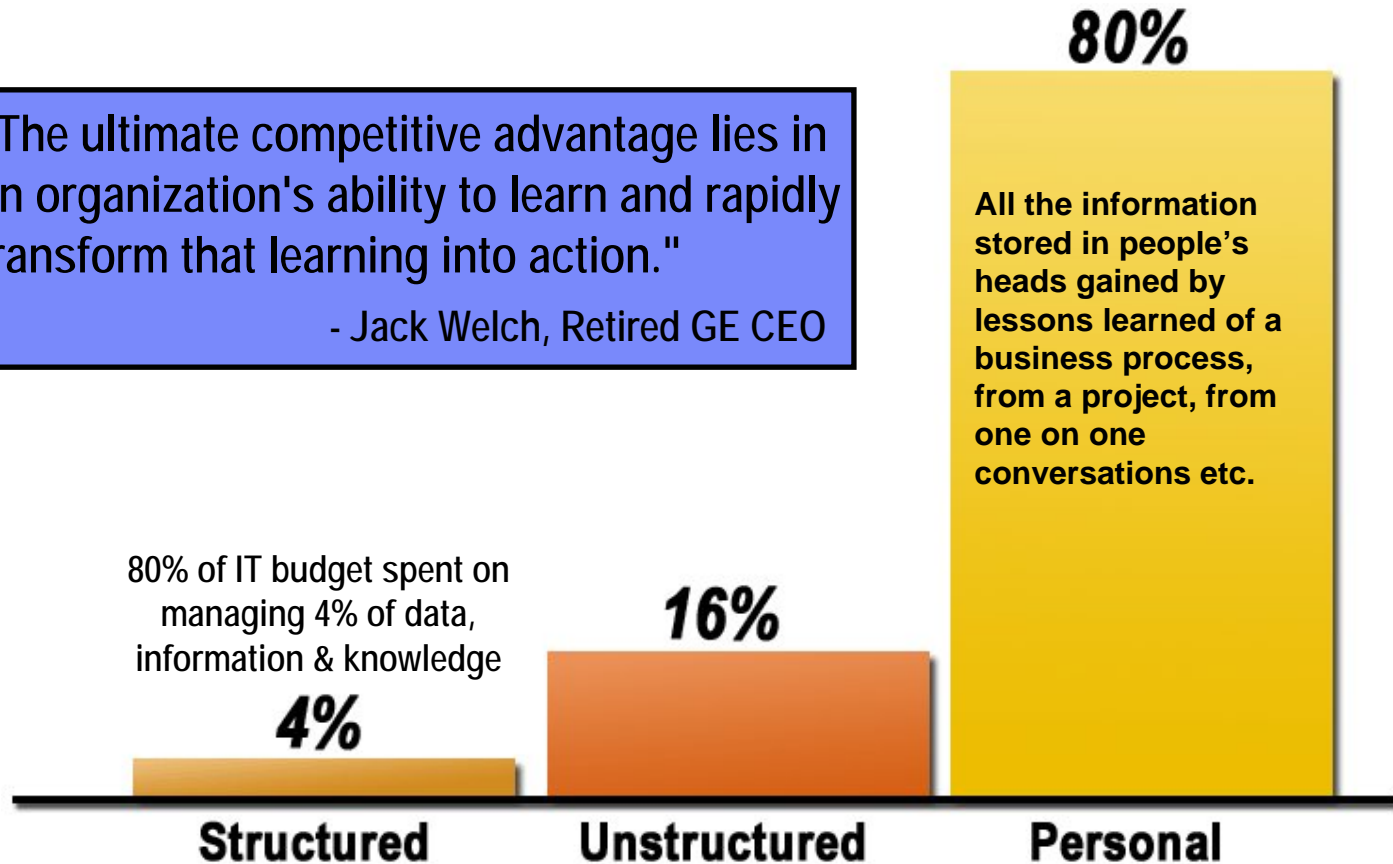 80%
The ultimate competitive advantage lies in
n organization's ability to learn and rapidly
ransform that learning into action."
- Jack Welch, Retired GE CEO
All the information
stored in people’s
heads gained by
lessons learned of a
business process,
from a project, from
one on one
conversations etc.
80% of IT budget spent on
managing 4% of data,
information & knowledge
4%
16%
Structured
Unstructured
Personal